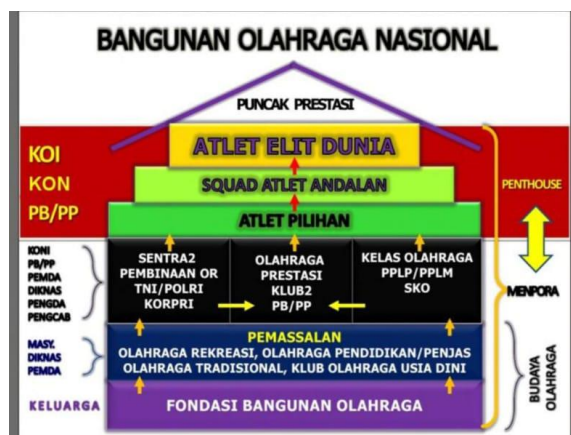 BANGUNAN OLAHRAGA NASIONAL
PUNCAK PRESTASI
KOI
KON
PB/PP
ATLET ELIT DUNIA
SQUAD ATLET ANDALAN
ATLET PILIHAN
PENTHOUSE
MENPORA
KONI
PB/PP
PEMDA
DIKNAS
PENGDA
PENGCAB
SENTRA2
PEMBINAAN OR
TNI/POLRI
KORPRI
OLAHRAGA
PRESTASI
KLUB2
PB/PP
KELAS OLAHRAGA
PPLP/PPLM
SKO
MASY.
DIKNAS
PEMDA
PEMASSALAN
OLAHRAGA REKREASI, OLAHRAGA PENDIDIKAN/PENJAS
OLAHRAGA TRADISIONAL, KLUB OLAHRAGA USIA DINI
BUDAYA
OLAHRAGA
KELUARGA
FONDASI BANGUNAN OLAHRAGA